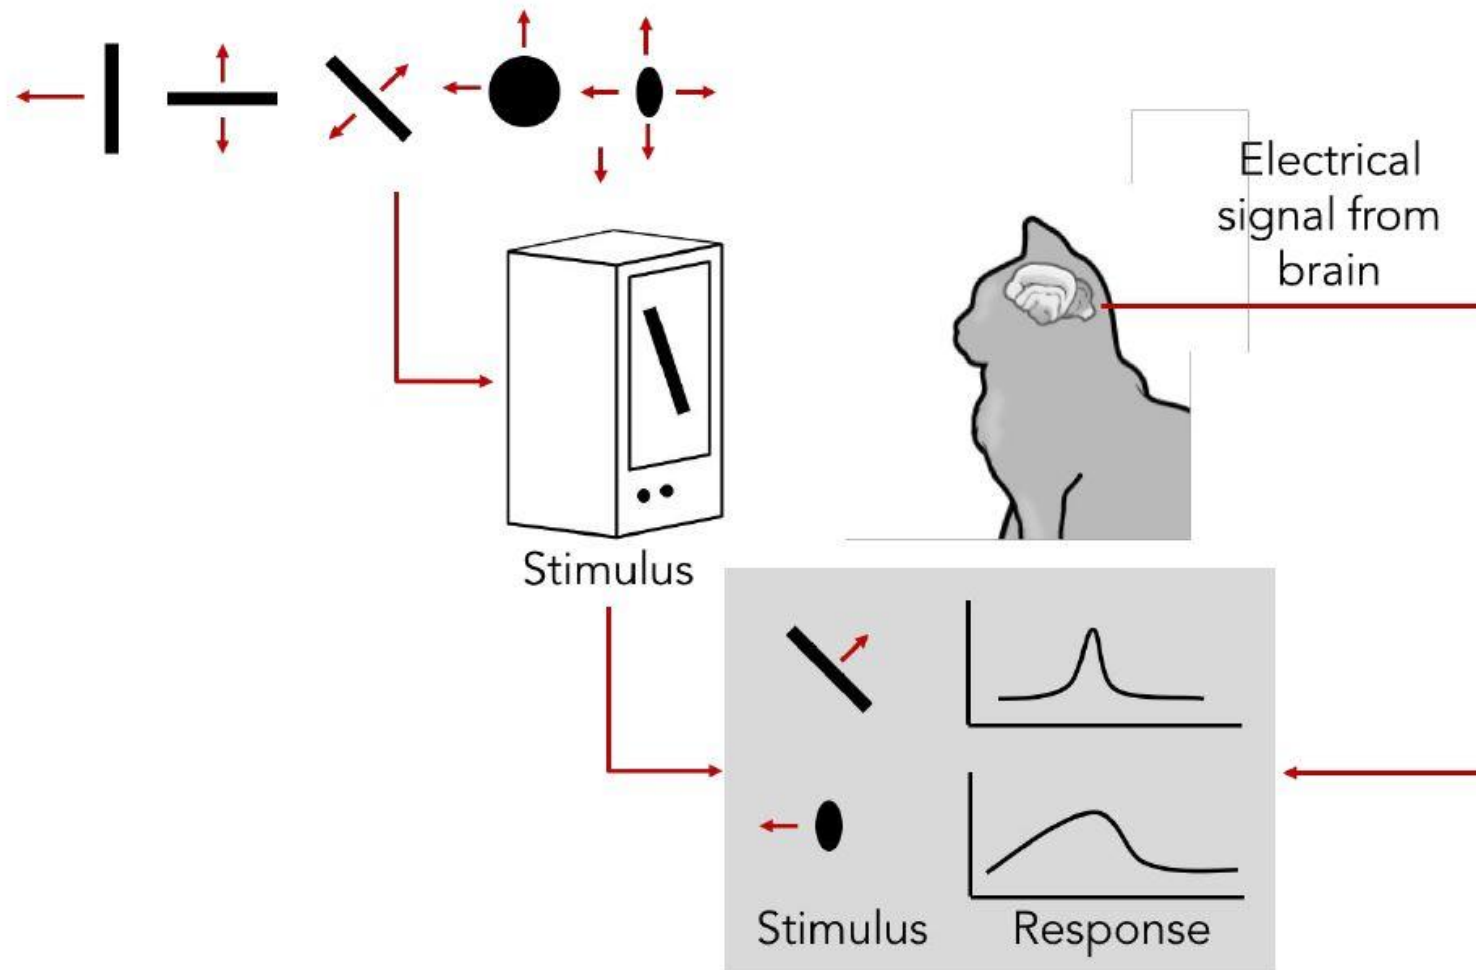 Electrical
signal from
brain
Stimulus
Stimulus
Response